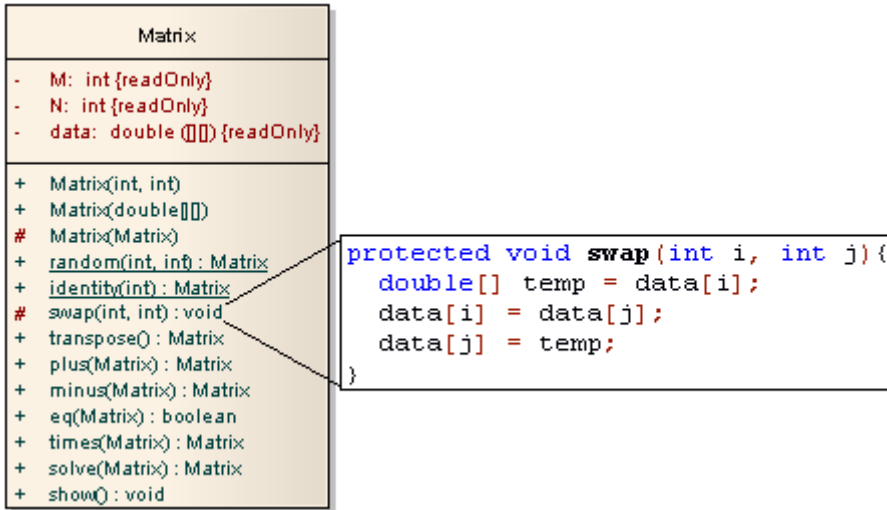 Matrix
- M: int {readOnly}
- N: int {readOnly}
- data: double ([][]) {readOnly}
+ Matrix(int, int)
+ Matrix(double[][])
# Matrix(Matrix)
+ random(int, int) : Matrix
+ identity(int) : Matrix
# swap(int, int) : void
+ transpose() : Matrix
+ plus(Matrix) : Matrix
+ minus(Matrix) : Matrix
+ eq(Matrix) : boolean
+ times(Matrix) : Matrix
+ solve(Matrix) : Matrix
+ show() : void
protected void swap(int i, int j){
double[] temp = data[i];
data[i] = data[j];
data[j] = temp;
}